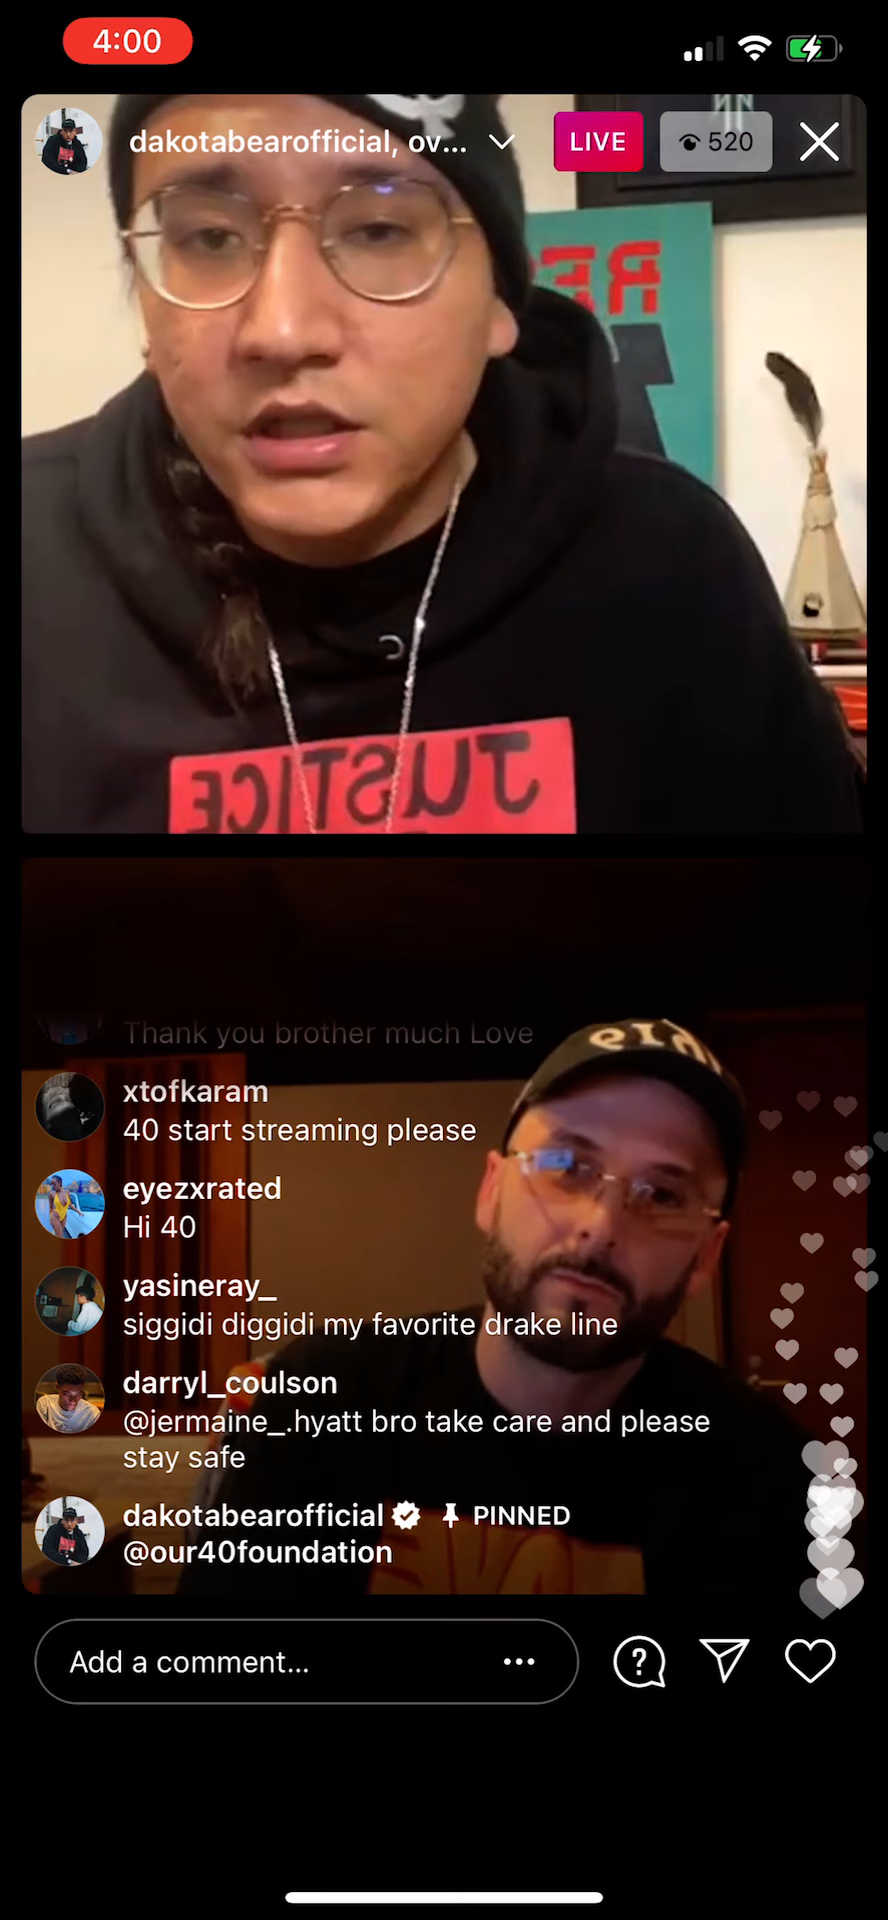 4:00
dakotabearofficial, ov...
LIVE
520
JUSTICE
Thank you brother much Love
xtofkaram
40 start streaming please
eyezxrated
Hi 40
yasineray_
siggidi diggidi my favorite drake line
darryl_coulson
@jermaine_.hyatt bro take care and please
stay safe
dakotabearofficial PINNED
@our40foundation
Add a comment...